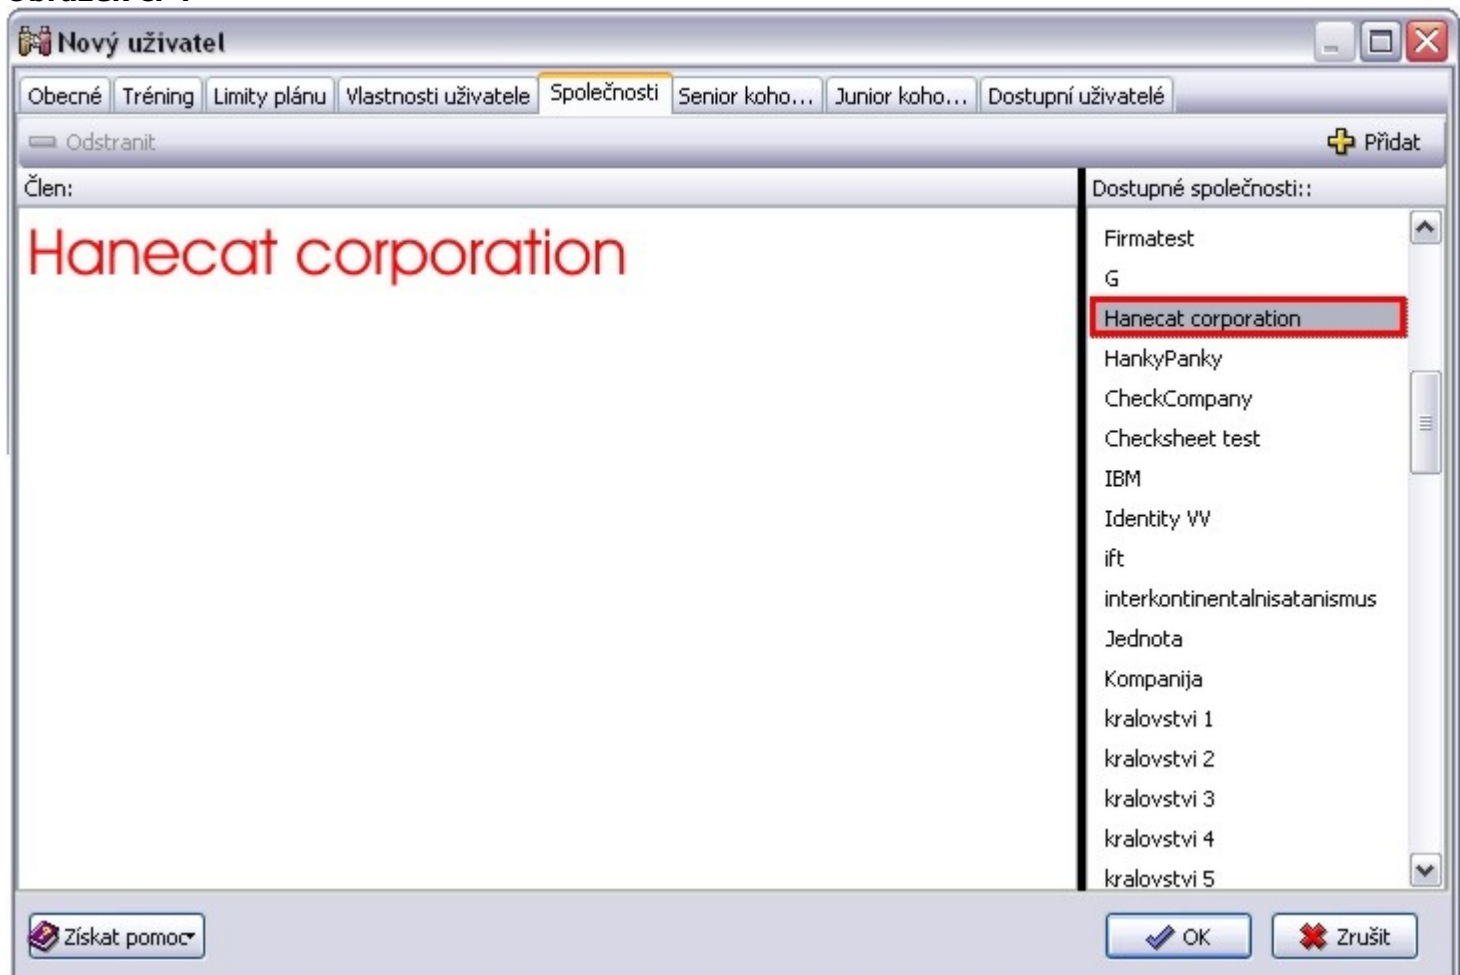 Nový uživatel
Obecné Tréning Limity plánu Vlastnosti uživatele Společnosti Senior koho... Junior koho... Dostupní uživatelé
Odstranit Přidat
Člen: Dostupné společnosti::
Hanecat corporation
Firmatest
G
Hanecat corporation
HankyPanky
CheckCompany
Checksheet test
IBM
Identity VV
ift
interkontinentalnisatanismus
Jednota
Kompanija
kralovstvi 1
kralovstvi 2
kralovstvi 3
kralovstvi 4
kralovstvi 5
Získat pomoc OK Zrušit